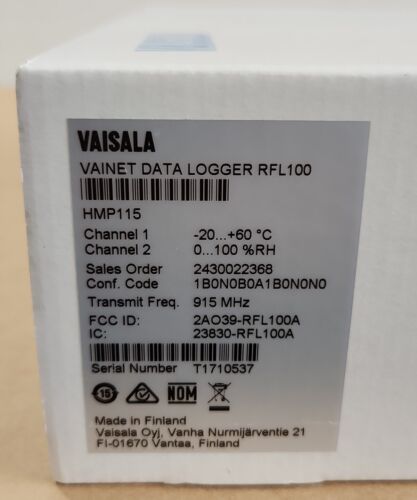 VAISALA
VAINET DATA LOGGER RFL100
HMP115
Channel 1 -20...+60 °C
Channel 2 0...100 %RH
Sales Order 2430022368
Conf. Code 1B0N0B0A1B0N0N0
Transmit Freq. 915 MHz
FCC ID: 2AO39-RFL100A
IC: 23830-RFL100A
Serial Number T1710537
15 NOM
Made in Finland
Vaisala Oyj, Vanha Nurmijärventie 21
FI-01670 Vantaa, Finland